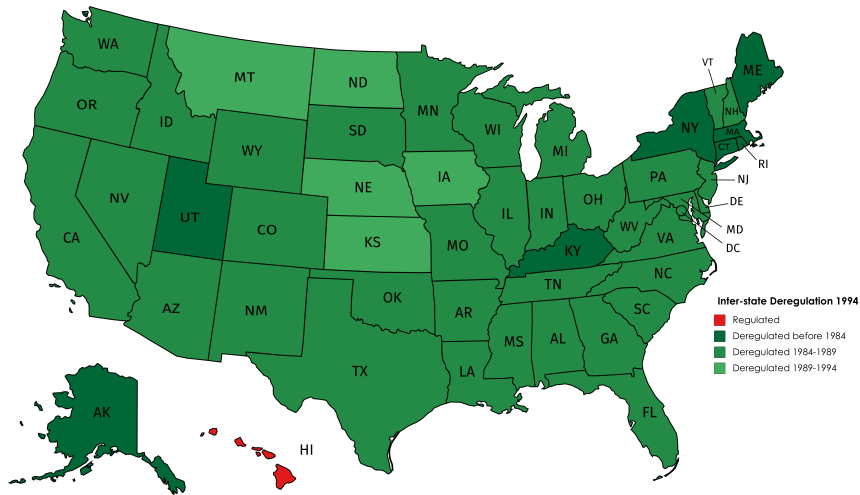 WA
MT
ND
MN
VT
ME
OR
ID
SD
WI
MI
NY
NH
MA
CT
RI
WY
NE
IA
PA
NJ
NV
UT
CO
KS
IL
IN
OH
DE
MD
DC
CA
MO
KY
WV
VA
AZ
NM
OK
AR
TN
NC
SC
TX
LA
MS
AL
GA
FL
AK
HI
Inter-state Deregulation 1994
Regulated
Deregulated before 1984
Deregulated 1984-1989
Deregulated 1989-1994